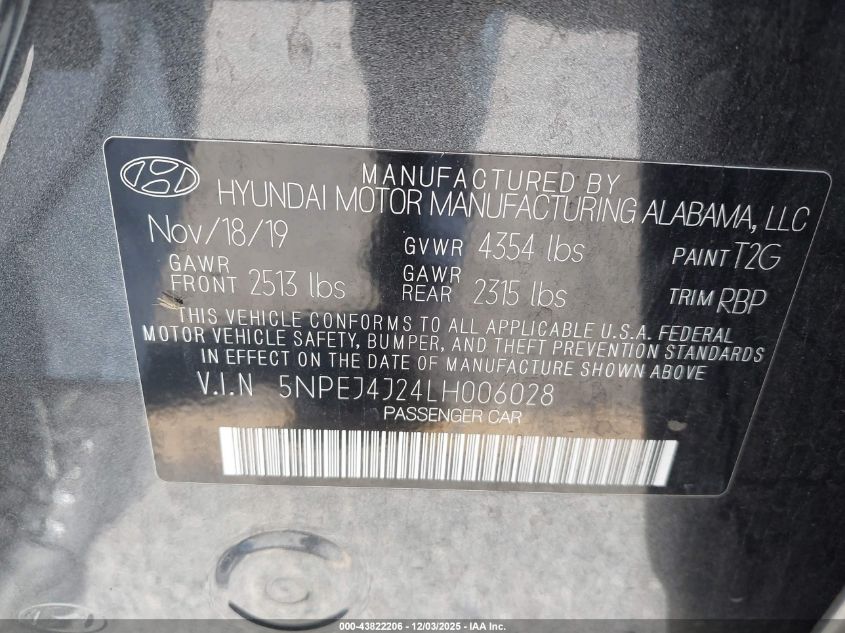 MANUFACTURED BY
HYUNDAI MOTOR MANUFACTURING ALABAMA, LLC
Nov/18/19 GVWR 4354 lbs PAINT T2G
GAWR FRONT 2513 lbs GAWR REAR 2315 lbs TRIM RBP
THIS VEHICLE CONFORMS TO ALL APPLICABLE U.S.A. FEDERAL
MOTOR VEHICLE SAFETY, BUMPER, AND THEFT PREVENTION STANDARDS
IN EFFECT ON THE DATE OF MANUFACTURE SHOWN ABOVE
V.I.N 5NPEJ4J24LH006028
PASSENGER CAR
000-43822206 - 12/03/2025 - IAA Inc.